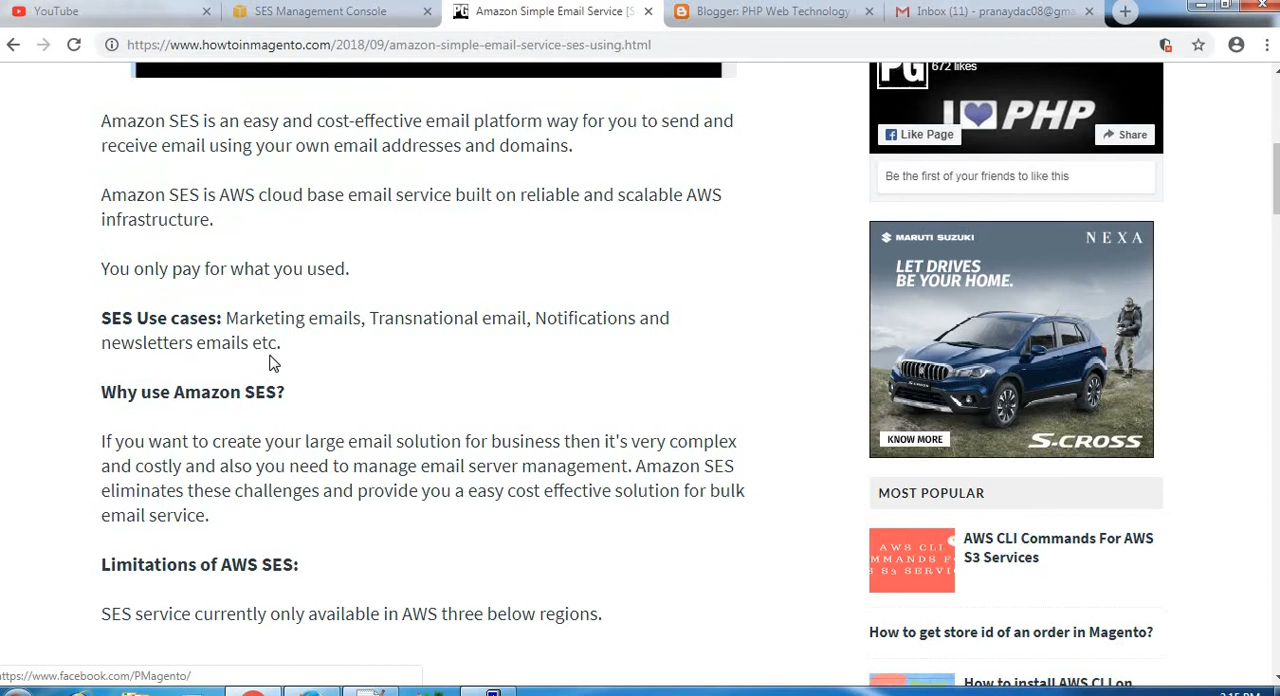 YouTube
SES Management Console
Amazon Simple Email Service [S
Blogger: PHP Web Technology
Inbox (11) - pranaydac08@gma
https://www.howtoinmagento.com/2018/09/amazon-simple-email-service-ses-using.html
Amazon SES is an easy and cost-effective email platform way for you to send and
receive email using your own email addresses and domains.
Amazon SES is AWS cloud base email service built on reliable and scalable AWS
infrastructure.
You only pay for what you used.
SES Use cases: Marketing emails, Transnational email, Notifications and
newsletters emails etc.
Why use Amazon SES?
If you want to create your large email solution for business then it's very complex
and costly and also you need to manage email server management. Amazon SES
eliminates these challenges and provide you a easy cost effective solution for bulk
email service.
Limitations of AWS SES:
SES service currently only available in AWS three below regions.
PG
672 likes
I PHP
Like Page
Share
Be the first of your friends to like this
MARUTI SUZUKI
NEXA
LET DRIVES
BE YOUR HOME.
KNOW MORE
S-CROSS
MOST POPULAR
AWS CLI
MMANDS F
S3 SERVI
AWS CLI Commands For AWS
S3 Services
How to get store id of an order in Magento?
How to install AWS CLI on
https://www.facebook.com/PMagento/
3:15 PM